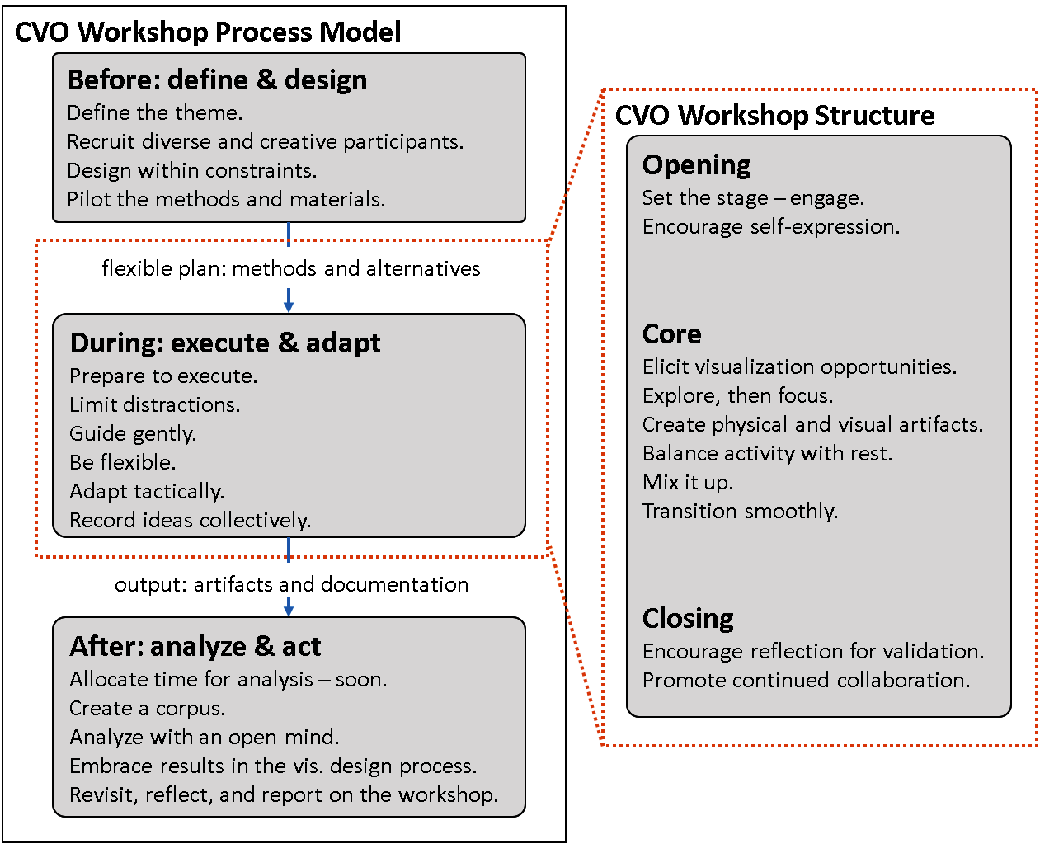 CVO Workshop Process Model
Before: define & design
Define the theme.
Recruit diverse and creative participants.
Design within constraints.
Pilot the methods and materials.
flexible plan: methods and alternatives
During: execute & adapt
Prepare to execute.
Limit distractions.
Guide gently.
Be flexible.
Adapt tactically.
Record ideas collectively.
output: artifacts and documentation
After: analyze & act
Allocate time for analysis – soon.
Create a corpus.
Analyze with an open mind.
Embrace results in the vis. design process.
Revisit, reflect, and report on the workshop.
CVO Workshop Structure
Opening
Set the stage – engage.
Encourage self-expression.
Core
Elicit visualization opportunities.
Explore, then focus.
Create physical and visual artifacts.
Balance activity with rest.
Mix it up.
Transition smoothly.
Closing
Encourage reflection for validation.
Promote continued collaboration.